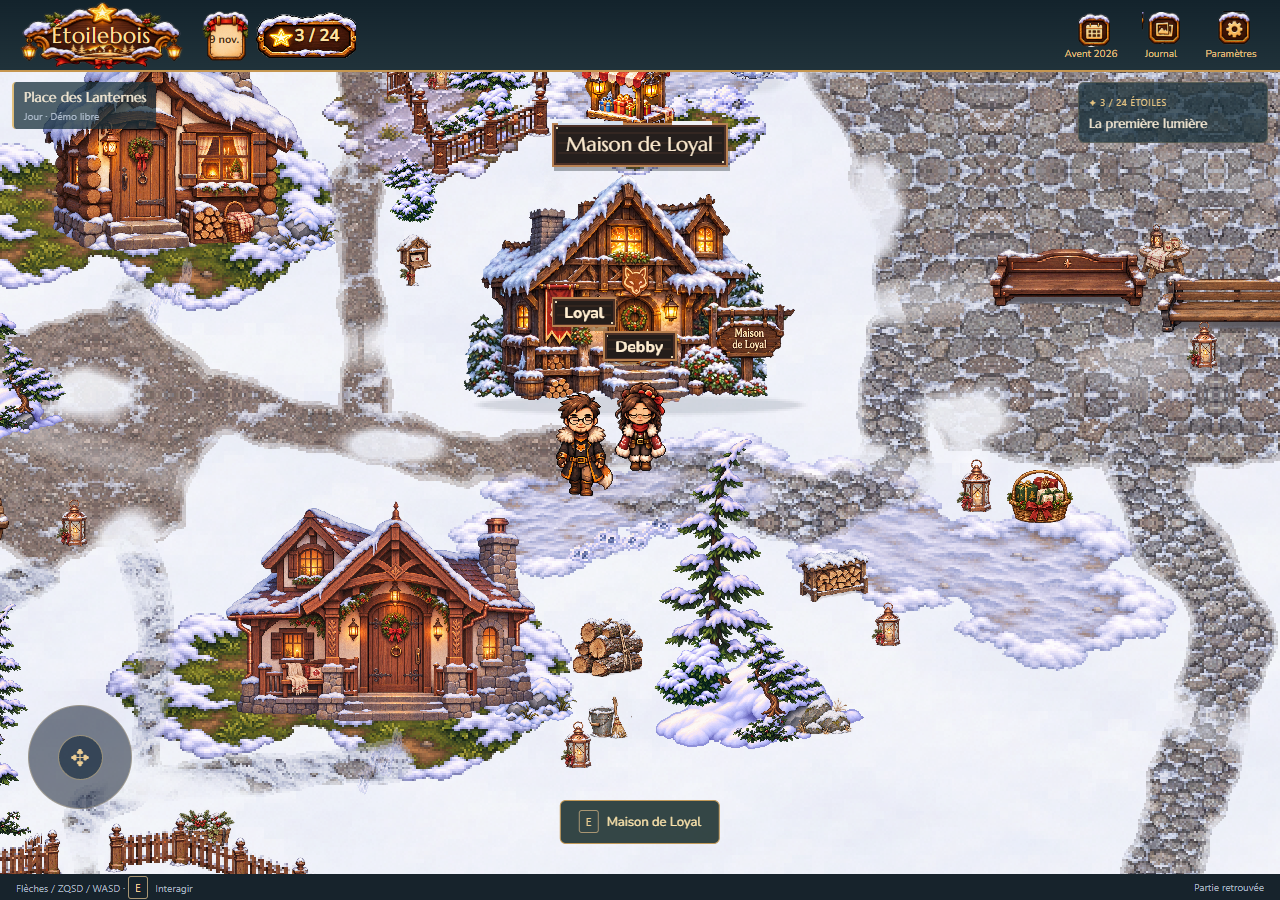 Etoilebois
9 nov.
3 / 24
Avent 2026
Journal
Paramètres
Place des Lanternes
Jour · Démo libre
✦ 3 / 24 ÉTOILES
La première lumière
Maison de Loyal
Loyal
Debby
Maison
de Loyal
E Maison de Loyal
Flèches / ZQSD / WASD · E Interagir
Partie retrouvée